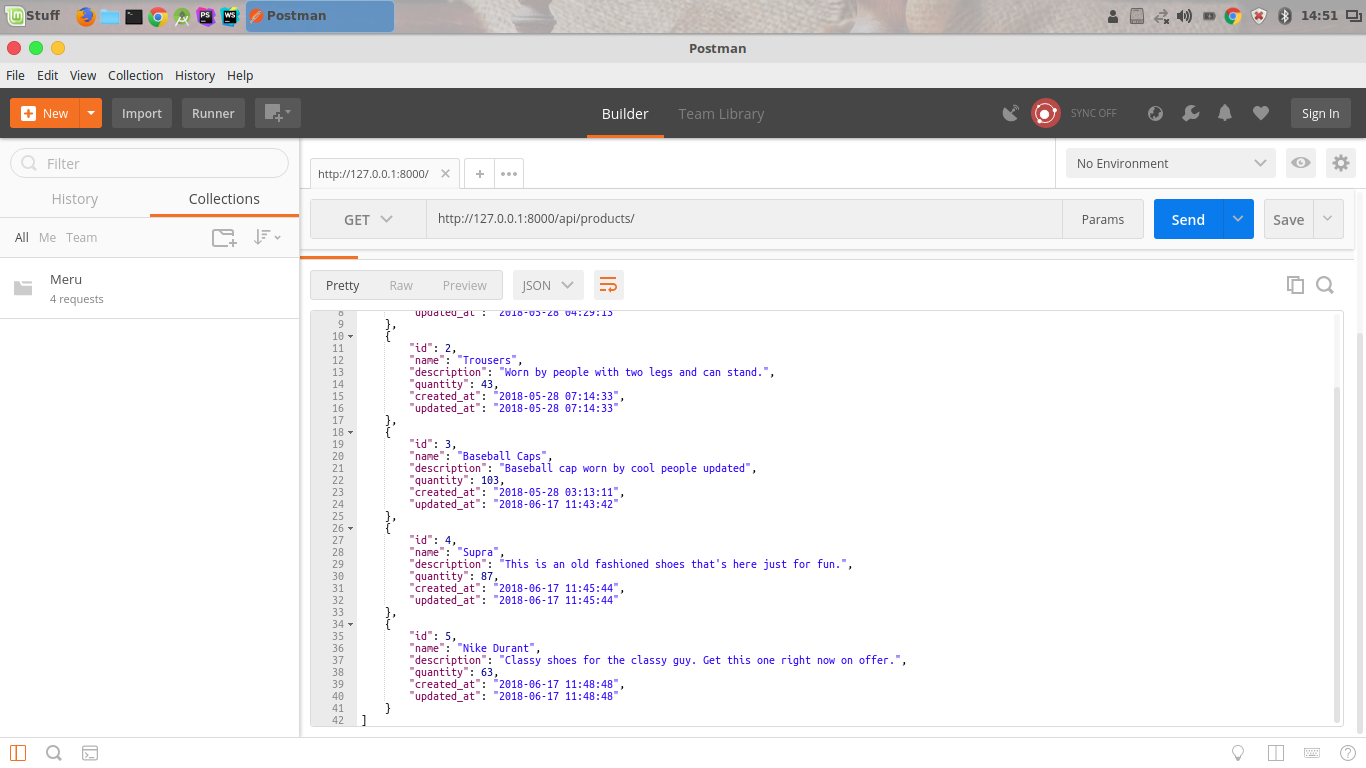 Stuff Postman 14:51
Postman
File Edit View Collection History Help
New Import Runner Builder Team Library SYNC OFF Sign In
Filter
History Collections
All Me Team
Meru
4 requests
http://127.0.0.1:8000/ No Environment
GET http://127.0.0.1:8000/api/products/ Params Send Save
Pretty Raw Preview JSON
8 "updated_at": "2018-05-28 04:29:13"
9 },
10 {
11 "id": 2,
12 "name": "Trousers",
13 "description": "Worn by people with two legs and can stand.",
14 "quantity": 43,
15 "created_at": "2018-05-28 07:14:33",
16 "updated_at": "2018-05-28 07:14:33"
17 },
18 {
19 "id": 3,
20 "name": "Baseball Caps",
21 "description": "Baseball cap worn by cool people updated",
22 "quantity": 103,
23 "created_at": "2018-05-28 03:13:11",
24 "updated_at": "2018-06-17 11:43:42"
25 },
26 {
27 "id": 4,
28 "name": "Supra",
29 "description": "This is an old fashioned shoes that's here just for fun.",
30 "quantity": 87,
31 "created_at": "2018-06-17 11:45:44",
32 "updated_at": "2018-06-17 11:45:44"
33 },
34 {
35 "id": 5,
36 "name": "Nike Durant",
37 "description": "Classy shoes for the classy guy. Get this one right now on offer.",
38 "quantity": 63,
39 "created_at": "2018-06-17 11:48:48",
40 "updated_at": "2018-06-17 11:48:48"
41 }
42 ]